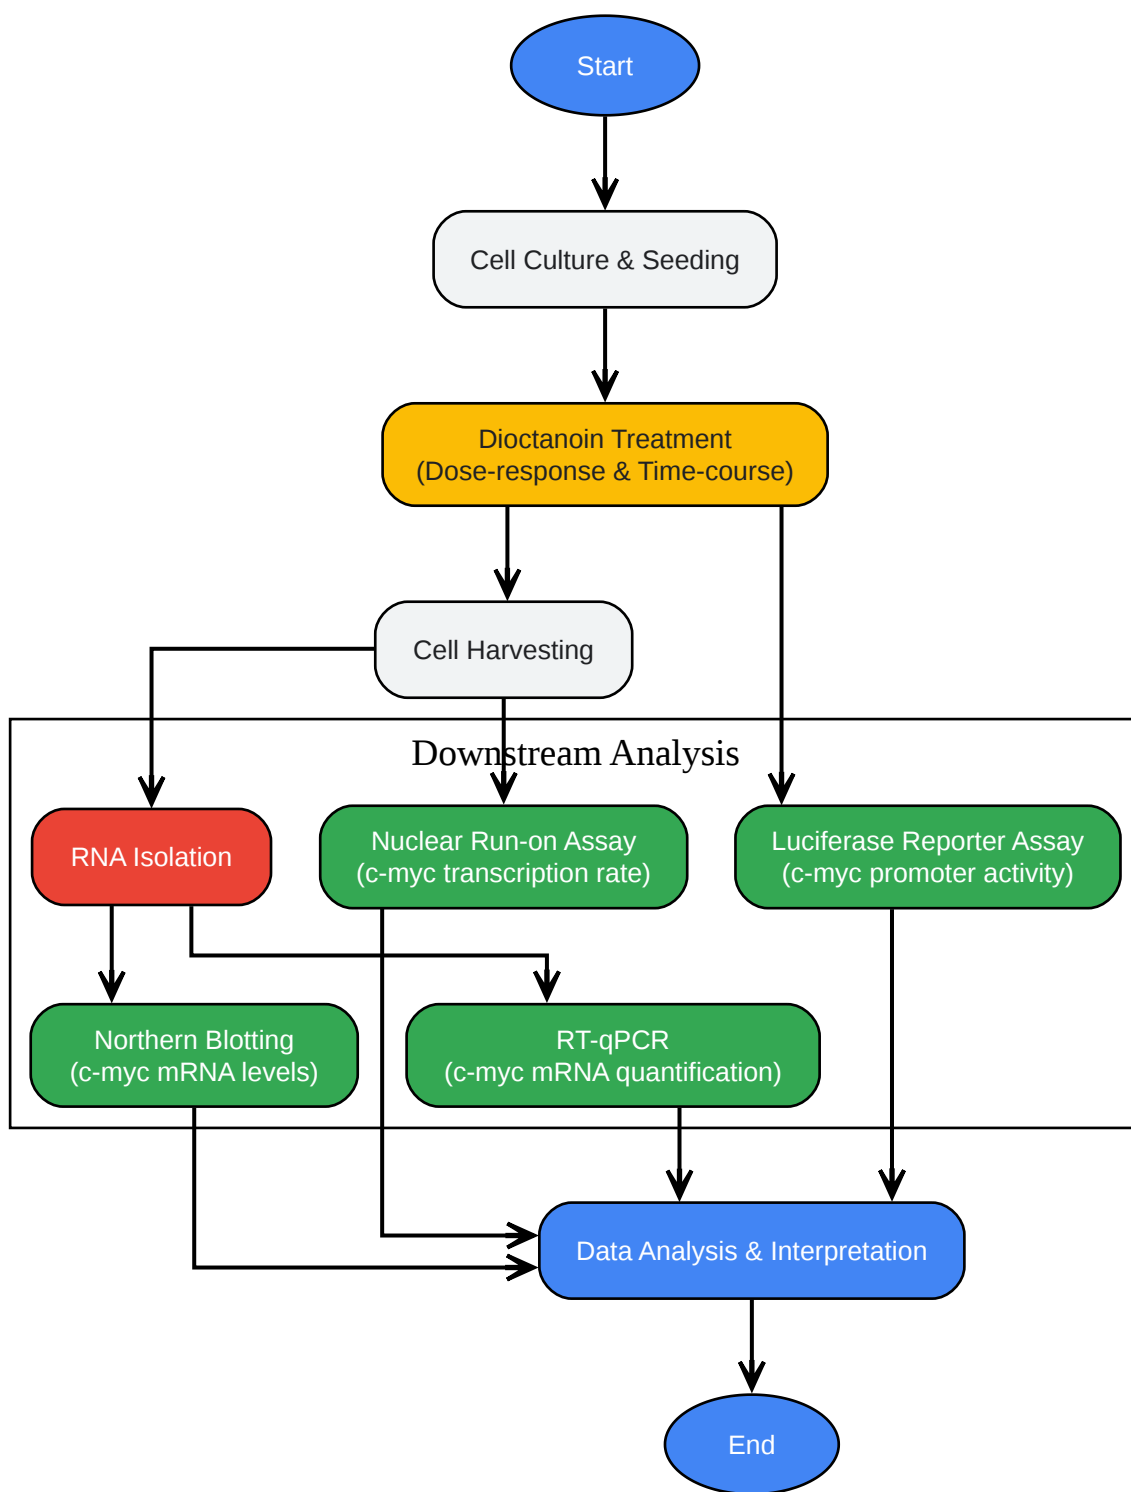 Start
Cell Culture & Seeding
Dioctanoin Treatment
(Dose-response & Time-course)
Cell Harvesting
Downstream Analysis
RNA Isolation
Nuclear Run-on Assay
(c-myc transcription rate)
Luciferase Reporter Assay
(c-myc promoter activity)
Northern Blotting
(c-myc mRNA levels)
RT-qPCR
(c-myc mRNA quantification)
Data Analysis & Interpretation
End